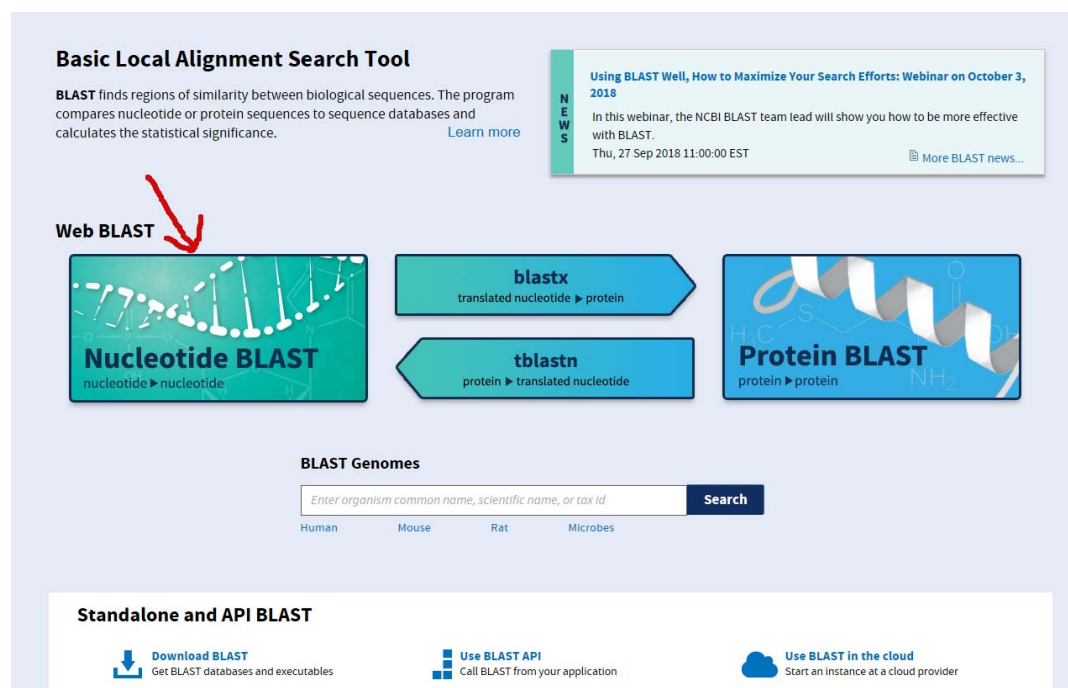 Basic Local Alignment Search Tool
BLAST finds regions of similarity between biological sequences. The program
compares nucleotide or protein sequences to sequence databases and
calculates the statistical significance. Learn more
NEWS
Using BLAST Well, How to Maximize Your Search Efforts: Webinar on October 3,
2018
In this webinar, the NCBI BLAST team lead will show you how to be more effective
with BLAST.
Thu, 27 Sep 2018 11:00:00 EST
More BLAST news...
Web BLAST
Nucleotide BLAST
nucleotide ▶ nucleotide
blastx
translated nucleotide ▶ protein
tblastn
protein ▶ translated nucleotide
H₃C
S
O
OH
NH₂
Protein BLAST
protein ▶ protein
BLAST Genomes
Enter organism common name, scientific name, or tax id
Search
Human Mouse Rat Microbes
Standalone and API BLAST
Download BLAST
Get BLAST databases and executables
Use BLAST API
Call BLAST from your application
Use BLAST in the cloud
Start an instance at a cloud provider